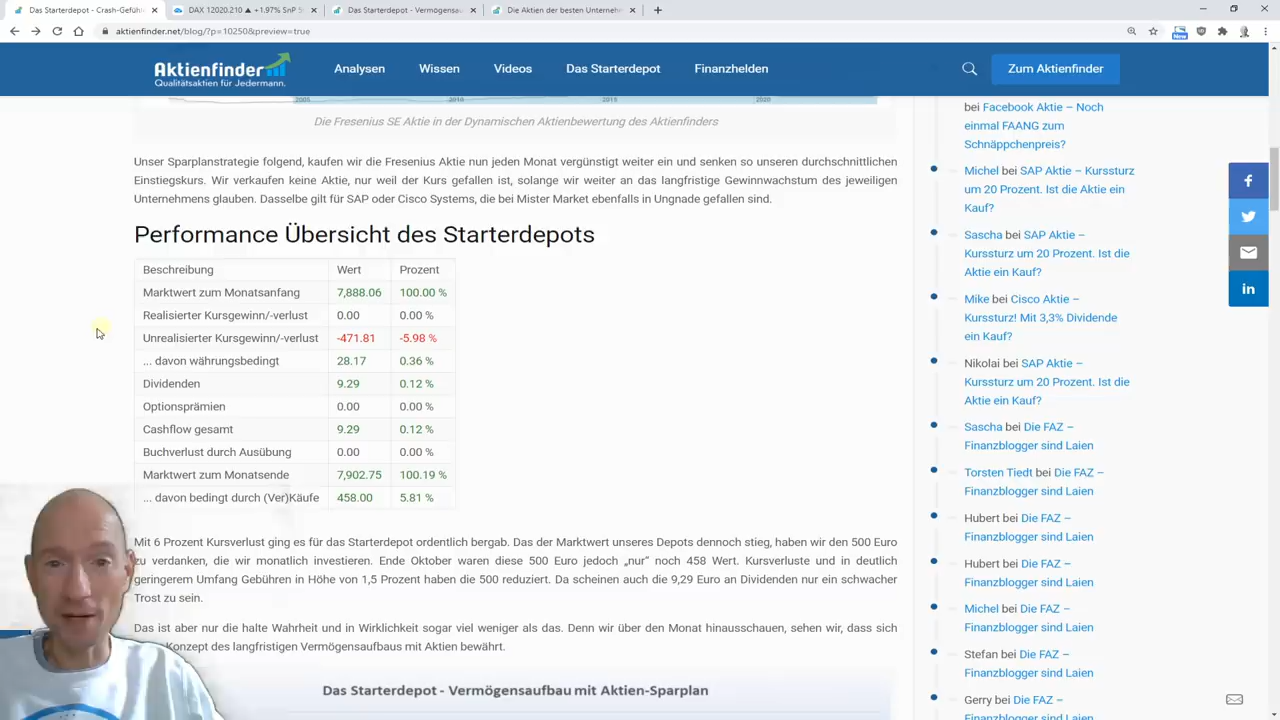 Das Starterdepot - Crash-Gefüh
DAX 12020.210 ▲ +1.97% SnP 5
Das Starterdepot - Vermögensau
Die Aktien der besten Unterneh
aktienfinder.net/blog/?p=10250&preview=true
New
Aktienfinder
Qualitätsaktien für Jedermann.
Analysen
Wissen
Videos
Das Starterdepot
Finanzhelden
Zum Aktienfinder
2005
2010
2015
2520
Die Fresenius SE Aktie in der Dynamischen Aktienbewertung des Aktienfinders
Unser Sparplanstrategie folgend, kaufen wir die Fresenius Aktie nun jeden Monat vergünstigt weiter ein und senken so unseren durchschnittlichen
Einstiegskurs. Wir verkaufen keine Aktie, nur weil der Kurs gefallen ist, solange wir weiter an das langfristige Gewinnwachstum des jeweiligen
Unternehmens glauben. Dasselbe gilt für SAP oder Cisco Systems, die bei Mister Market ebenfalls in Ungnade gefallen sind.
Performance Übersicht des Starterdepots
Beschreibung Wert Prozent
Marktwert zum Monatsanfang 7,888.06 100.00 %
Realisierter Kursgewinn/-verlust 0.00 0.00 %
Unrealisierter Kursgewinn/-verlust -471.81 -5.98 %
... davon währungsbedingt 28.17 0.36 %
Dividenden 9.29 0.12 %
Optionsprämien 0.00 0.00 %
Cashflow gesamt 9.29 0.12 %
Buchverlust durch Ausübung 0.00 0.00 %
Marktwert zum Monatsende 7,902.75 100.19 %
... davon bedingt durch (Ver)Käufe 458.00 5.81 %
Mit 6 Prozent Kursverlust ging es für das Starterdepot ordentlich bergab. Das der Marktwert unseres Depots dennoch stieg, haben wir den 500 Euro
zu verdanken, die wir monatlich investieren. Ende Oktober waren diese 500 Euro jedoch „nur“ noch 458 Wert. Kursverluste und in deutlich
geringerem Umfang Gebühren in Höhe von 1,5 Prozent haben die 500 reduziert. Da scheinen auch die 9,29 Euro an Dividenden nur ein schwacher
Trost zu sein.
Das ist aber nur die halte Wahrheit und in Wirklichkeit sogar viel weniger als das. Denn wir über den Monat hinausschauen, sehen wir, dass sich
Konzept des langfristigen Vermögensaufbaus mit Aktien bewährt.
Das Starterdepot - Vermögensaufbau mit Aktien-Sparplan
bei Facebook Aktie – Noch
einmal FAANG zum
Schnäppchenpreis?
Michel bei SAP Aktie – Kurssturz
um 20 Prozent. Ist die Aktie ein
Kauf?
Sascha bei SAP Aktie –
Kurssturz um 20 Prozent. Ist die
Aktie ein Kauf?
Mike bei Cisco Aktie –
Kurssturz! Mit 3,3% Dividende
ein Kauf?
Nikolai bei SAP Aktie –
Kurssturz um 20 Prozent. Ist die
Aktie ein Kauf?
Sascha bei Die FAZ –
Finanzblogger sind Laien
Torsten Tiedt bei Die FAZ –
Finanzblogger sind Laien
Hubert bei Die FAZ –
Finanzblogger sind Laien
Hubert bei Die FAZ –
Finanzblogger sind Laien
Michel bei Die FAZ –
Finanzblogger sind Laien
Stefan bei Die FAZ –
Finanzblogger sind Laien
Gerry bei Die FAZ –
Finanzblogger sind Laien